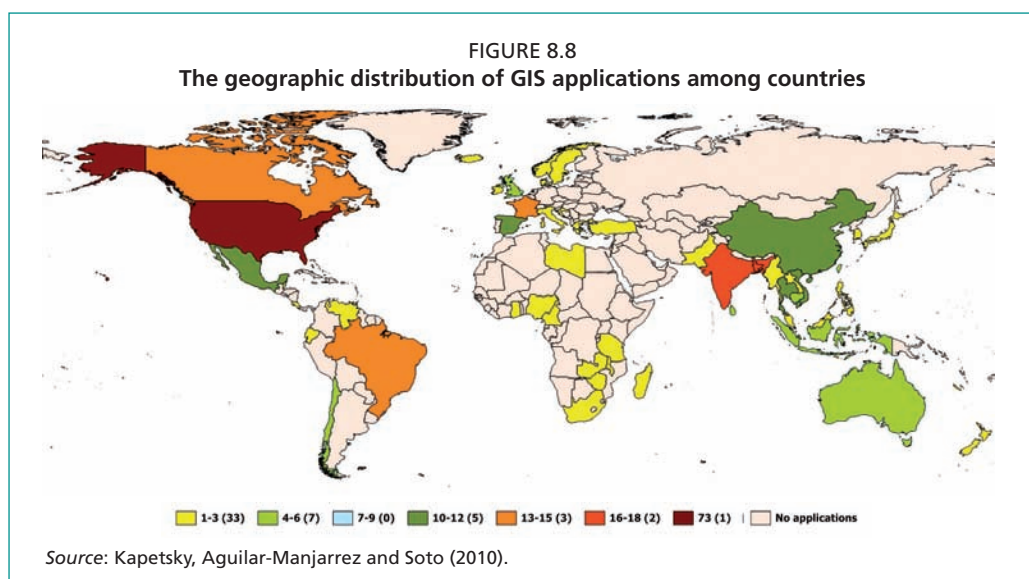 FIGURE 8.8
The geographic distribution of GIS applications among countries
1-3 (33) 4-6 (7) 7-9 (0) 10-12 (5) 13-15 (3) 16-18 (2) 73 (1) No applications
Source: Kapetsky, Aguilar-Manjarrez and Soto (2010).